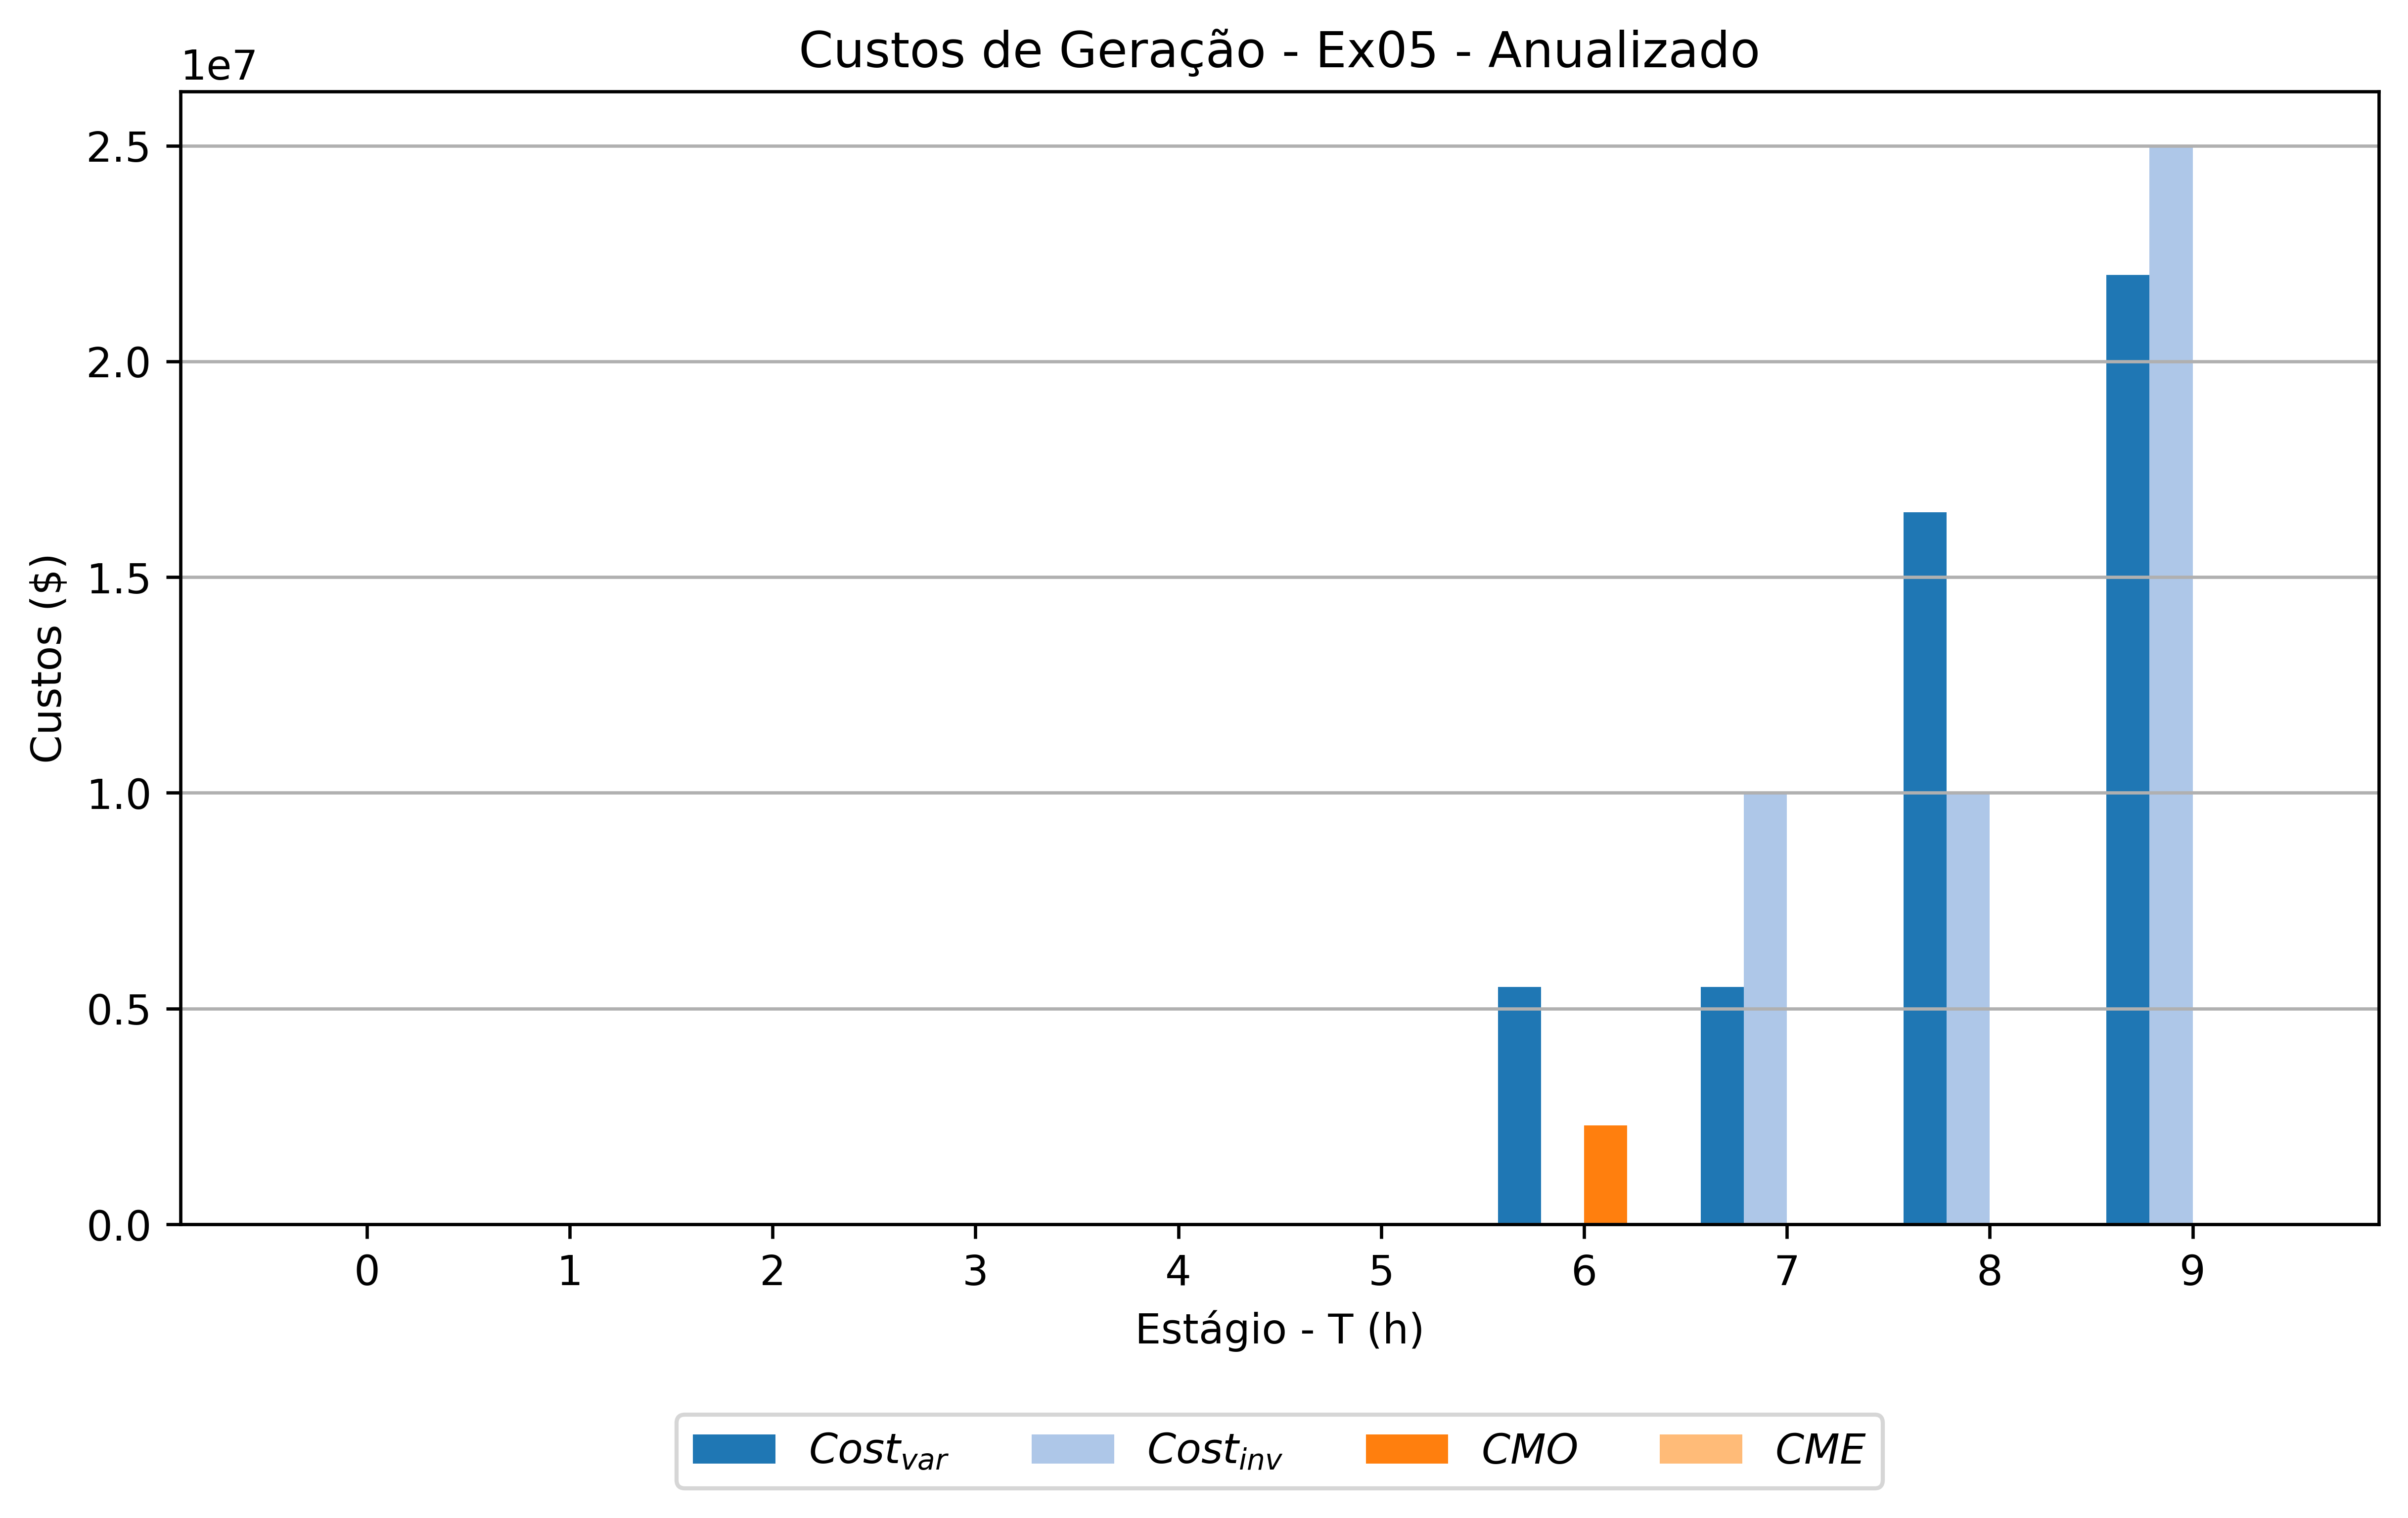 Custos de Geração - Ex05 - Anualizado
1e7
2.5
2.0
1.5
1.0
0.5
0.0
Custos ($)
0 1 2 3 4 5 6 7 8 9
Estágio - T (h)
Cost_var Cost_inv CMO CME